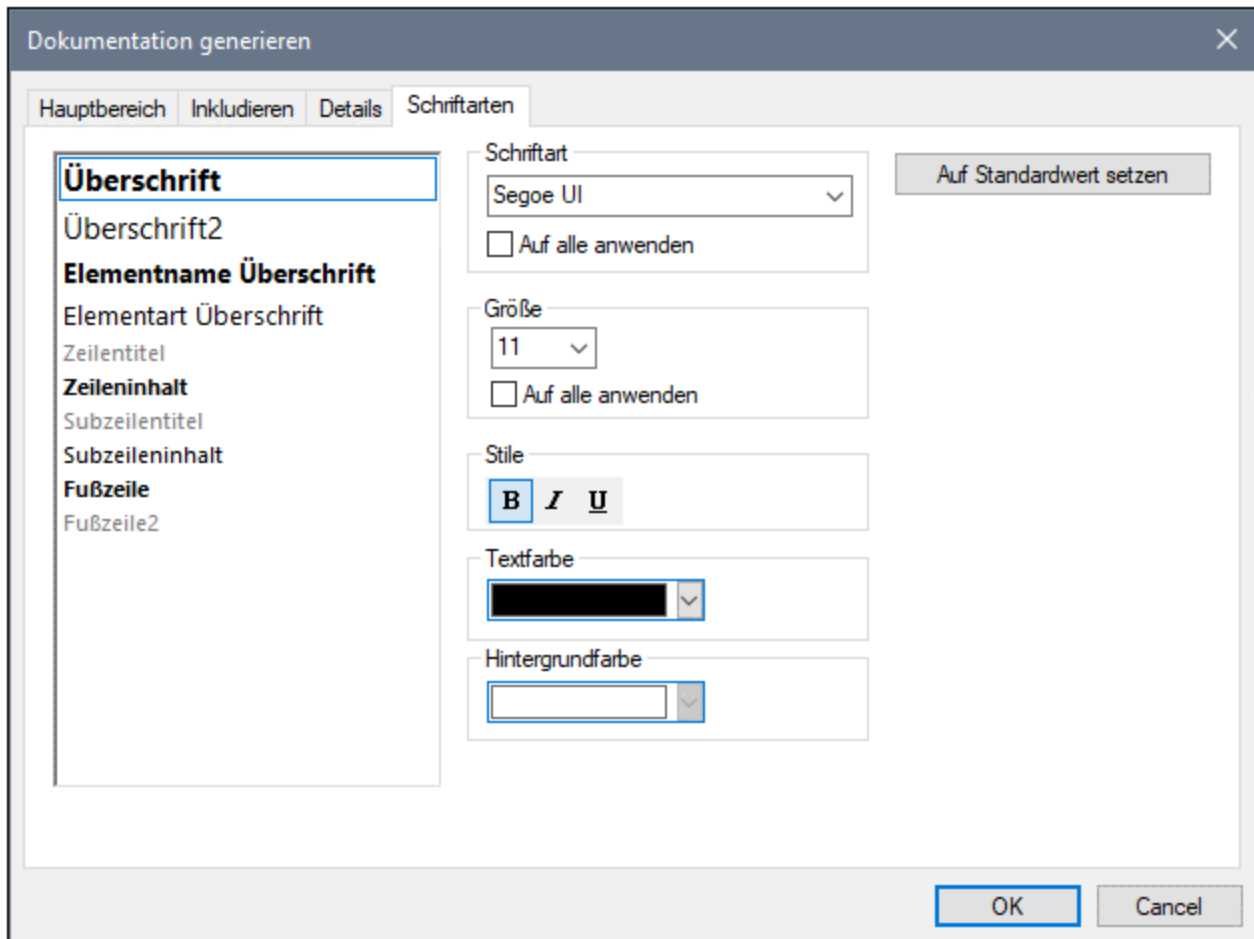 Dokumentation generieren
Hauptbereich Inkludieren Details Schriftarten
Überschrift
Überschrift2
Elementname Überschrift
Elementart Überschrift
Zeilentitel
Zeileninhalt
Subzeilentitel
Subzeileninhalt
Fußzeile
Fußzeile2
Schriftart
Segoe UI
Auf alle anwenden
Größe
11
Auf alle anwenden
Stile
B I U
Textfarbe
Hintergrundfarbe
Auf Standardwert setzen
OK Cancel